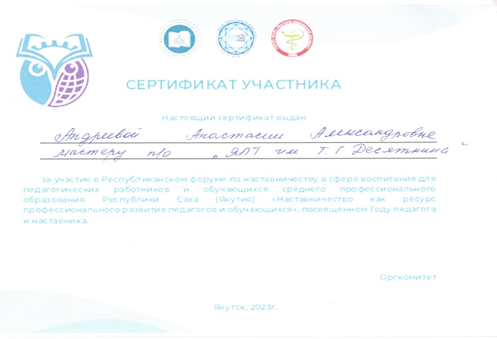 СЕРТИФИКАТ УЧАСТНИКА
Настоящий сертификат выдан
Андреевой Анастасии Александровне
мастеру п/о "ЯЛТ им Т. Г Десяткина"
за участие в Республиканском форуме по наставничеству в сфере воспитания для
педагогических работников и обучающихся среднего профессионального
образования Республики Саха (Якутия) «Наставничество как ресурс
профессионального развития педагогов и обучающихся», посвященном Году педагога
и наставника.
Оргкомитет
Якутск, 2023г.